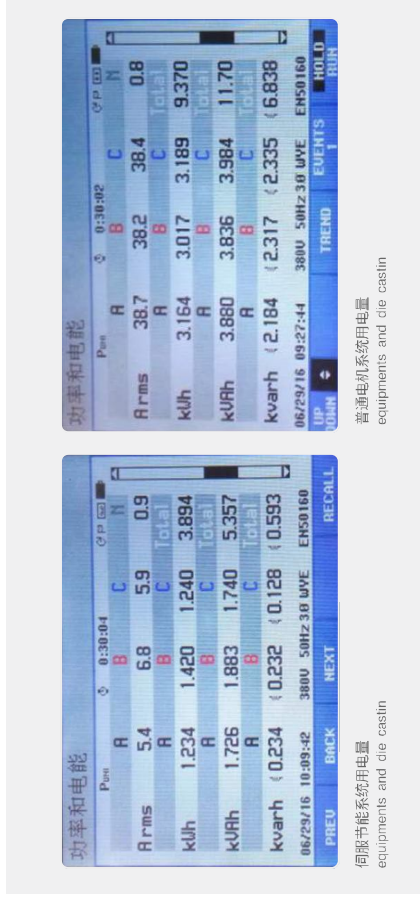 功率和电能
Puni 0:30:02
A B C N
A rms 38.7 38.2 38.4 0.8
A B C Total
kWh 3.164 3.017 3.189 9.370
A B C Total
kVAh 3.880 3.836 3.984 11.70
A B C Total
kvarh ( 2.184 ( 2.317 ( 2.335 ( 6.838
06/29/16 09:27:44 380V 50Hz 3Ø WYE EN50160
UP DOWN TREND EVENTS 1 HOLD RUN
普通电机系统用电量
equipments and die castin
功率和电能
Puni 0:30:04
A B C N
A rms 5.4 6.8 5.9 0.9
A B C Total
kWh 1.234 1.420 1.240 3.894
A B C Total
kVAh 1.726 1.883 1.740 5.357
A B C Total
kvarh ( 0.234 ( 0.232 ( 0.128 ( 0.593
06/29/16 10:09:42 380V 50Hz 3Ø WYE EN50160
PREV BACK NEXT RECALL
伺服节能系统用电量
equipments and die castin